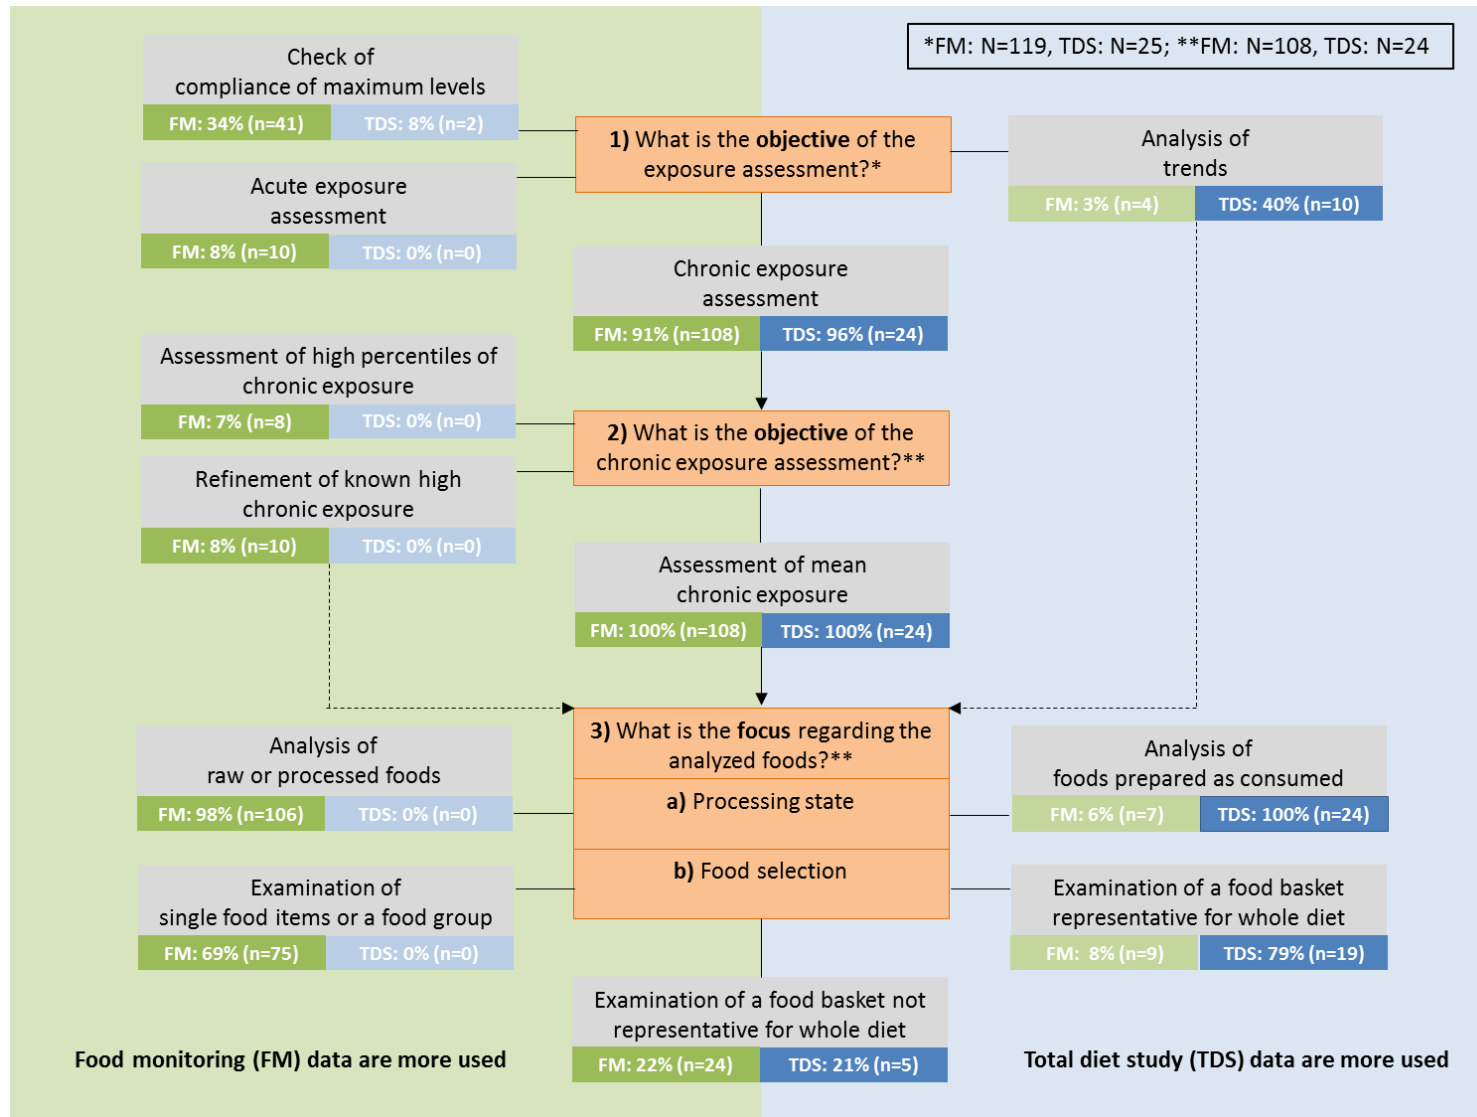 *FM: N=119, TDS: N=25; **FM: N=108, TDS: N=24
Check of
compliance of maximum levels
FM: 34% (n=41) TDS: 8% (n=2)
1) What is the objective of the
exposure assessment?*
Analysis of
trends
FM: 3% (n=4) TDS: 40% (n=10)
Acute exposure
assessment
FM: 8% (n=10) TDS: 0% (n=0)
Chronic exposure
assessment
FM: 91% (n=108) TDS: 96% (n=24)
Assessment of high percentiles of
chronic exposure
FM: 7% (n=8) TDS: 0% (n=0)
2) What is the objective of the
chronic exposure assessment?**
Refinement of known high
chronic exposure
FM: 8% (n=10) TDS: 0% (n=0)
Assessment of mean
chronic exposure
FM: 100% (n=108) TDS: 100% (n=24)
3) What is the focus regarding the
analyzed foods?**
a) Processing state
b) Food selection
Analysis of
raw or processed foods
FM: 98% (n=106) TDS: 0% (n=0)
Analysis of
foods prepared as consumed
FM: 6% (n=7) TDS: 100% (n=24)
Examination of
single food items or a food group
FM: 69% (n=75) TDS: 0% (n=0)
Examination of a food basket
representative for whole diet
FM: 8% (n=9) TDS: 79% (n=19)
Examination of a food basket not
representative for whole diet
FM: 22% (n=24) TDS: 21% (n=5)
Food monitoring (FM) data are more used
Total diet study (TDS) data are more used